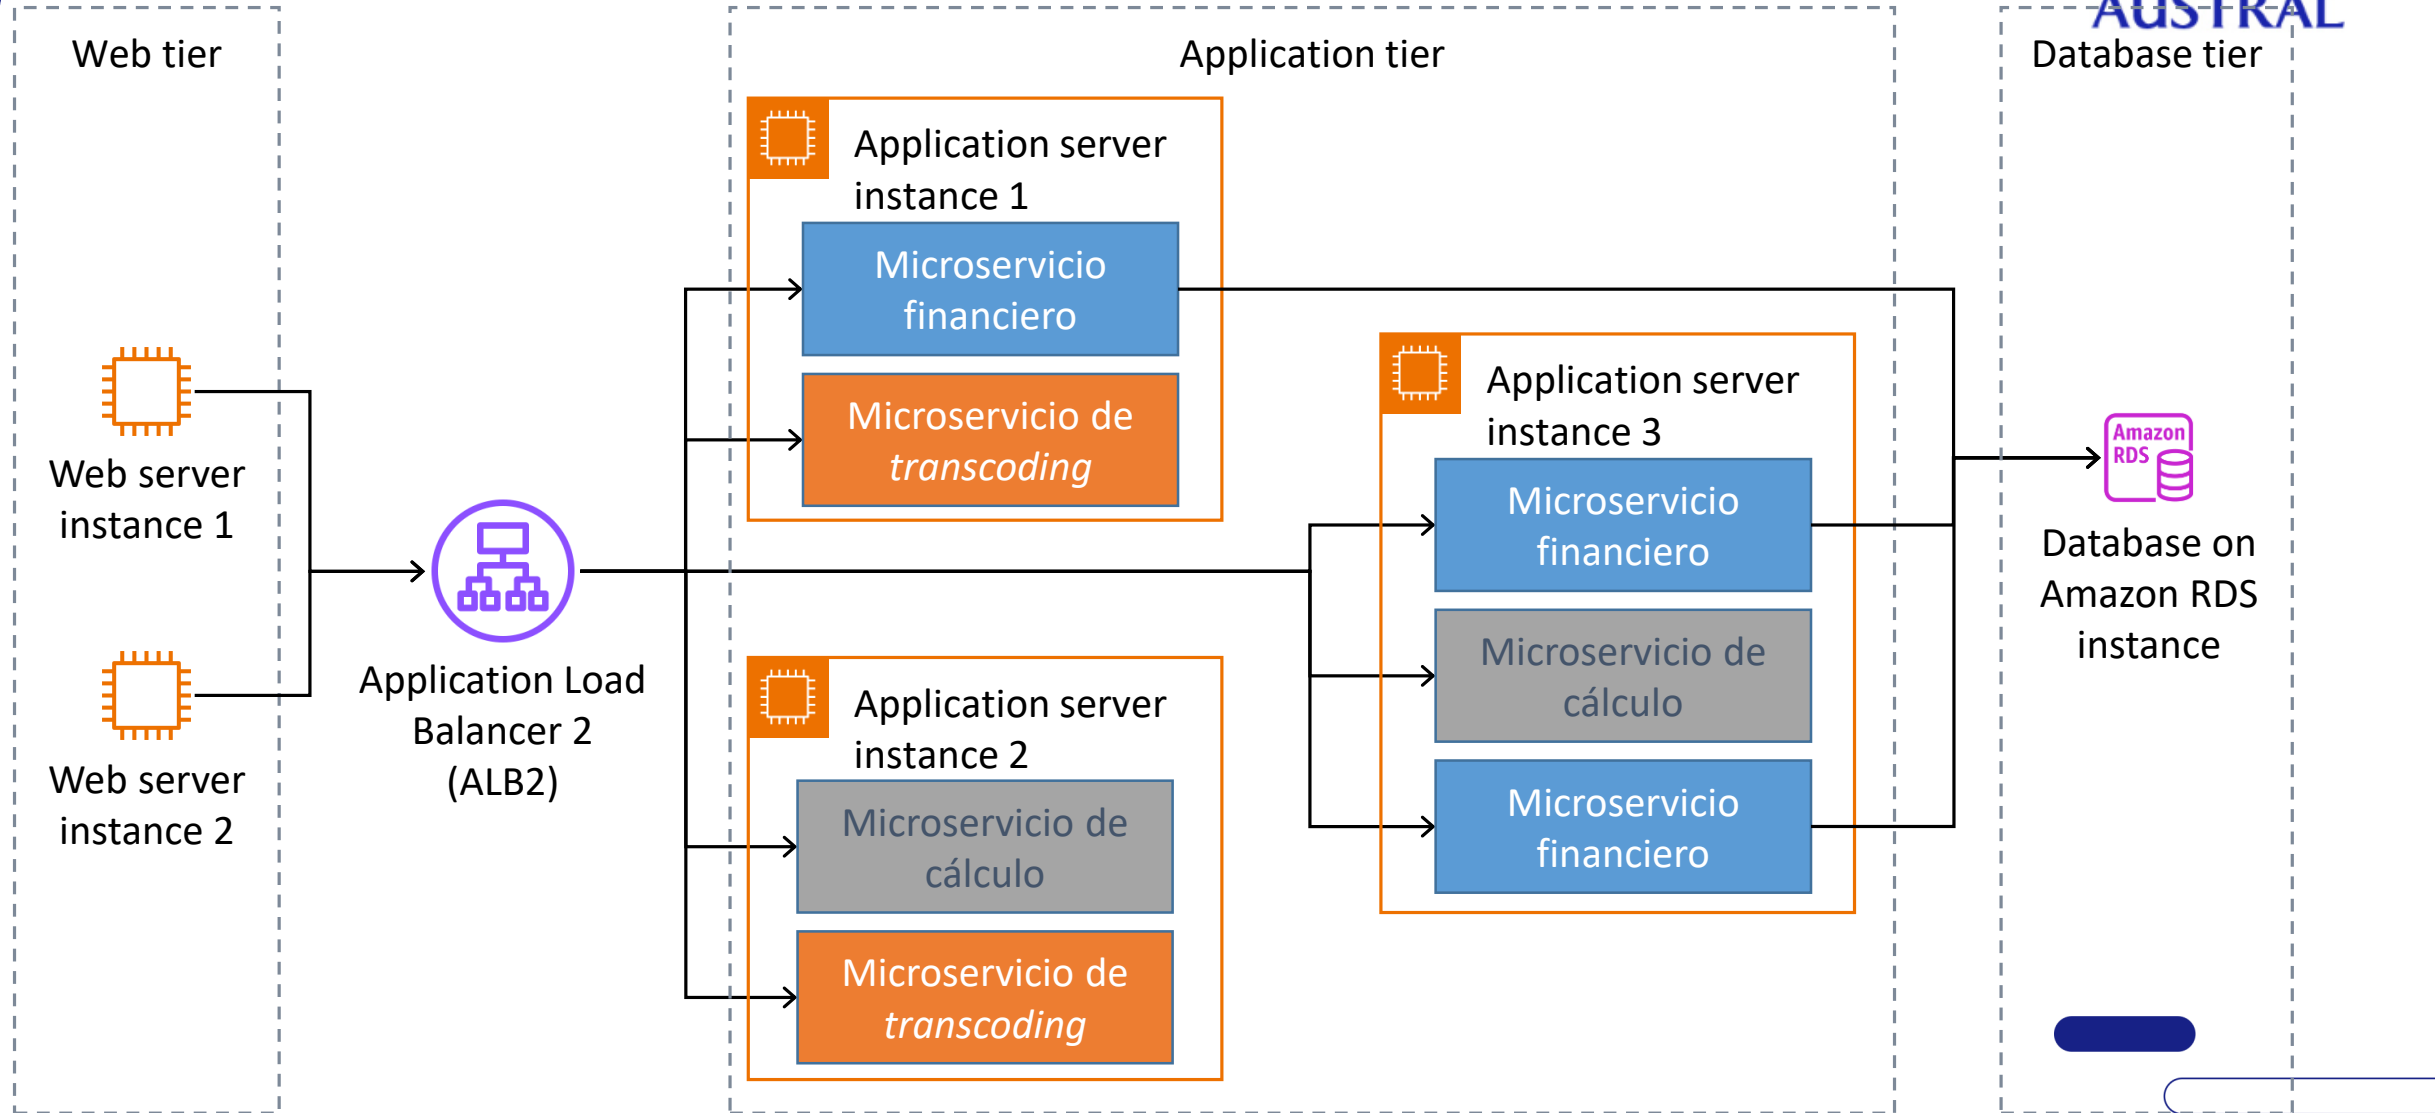 AUSTRAL
Web tier
Application tier
Database tier
Application server
instance 1
Microservicio
financiero
Microservicio de
transcoding
Application server
instance 3
Microservicio
financiero
Microservicio de
cálculo
Microservicio
financiero
Web server
instance 1
Web server
instance 2
Application Load
Balancer 2
(ALB2)
Application server
instance 2
Microservicio de
cálculo
Microservicio de
transcoding
Amazon
RDS
Database on
Amazon RDS
instance